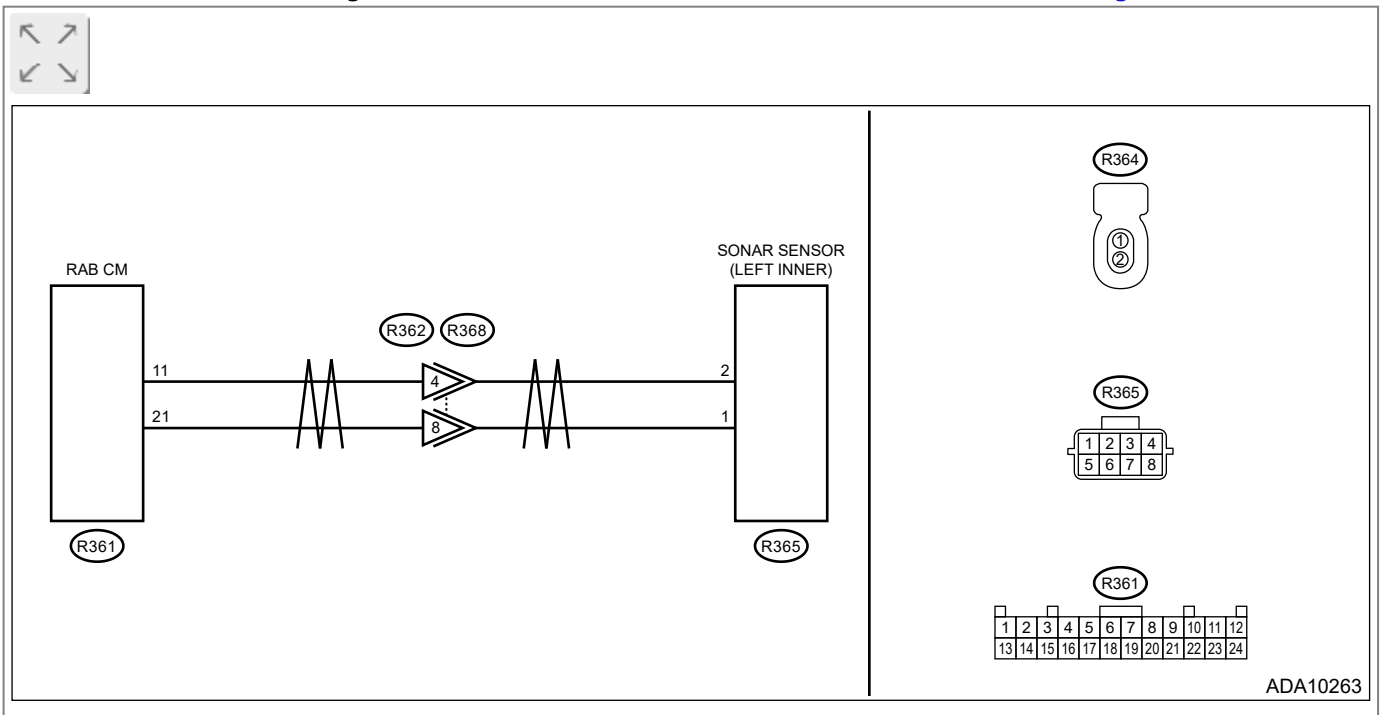 RAB CM
SONAR SENSOR
(LEFT INNER)
R362 R368
11 4 2
21 8 1
R361
R365
R364
1
2
R365
1 2 3 4
5 6 7 8
R361
1 2 3 4 5 6 7 8 9 10 11 12
13 14 15 16 17 18 19 20 21 22 23 24
ADA10263